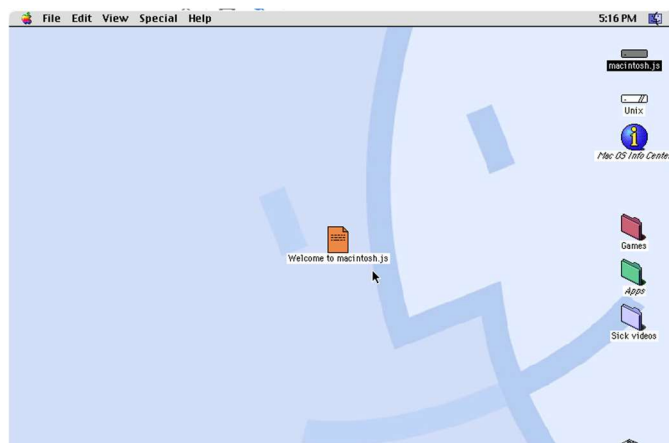 File Edit View Special Help 5:16 PM
macintosh.js
Unix
Mac OS Info Cente
Games
Welcome to macintosh.js
Apps
Sick videos